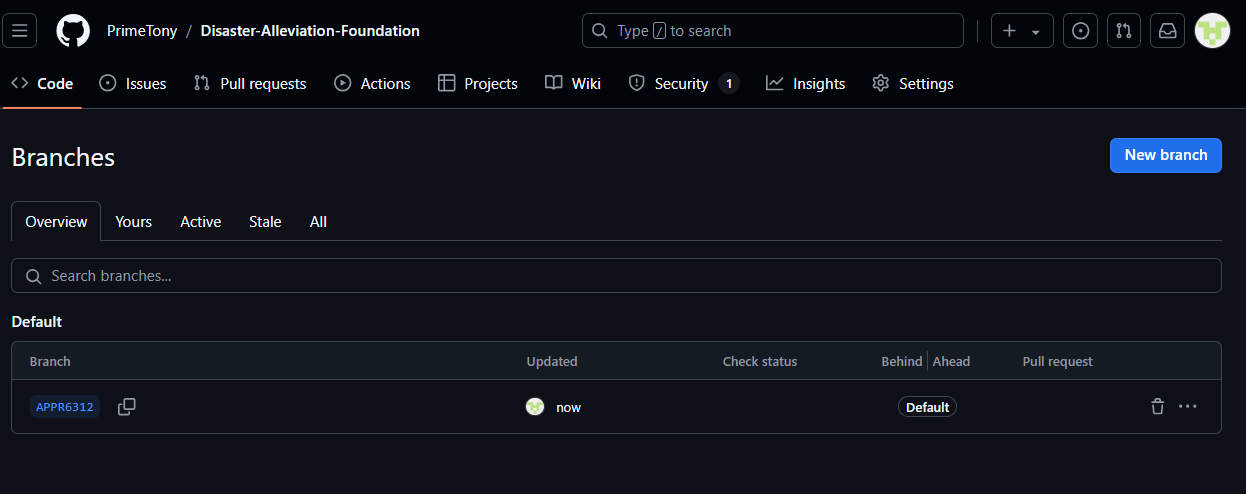 PrimeTony / Disaster-Alleviation-Foundation Type / to search
Code Issues Pull requests Actions Projects Wiki Security 1 Insights Settings
Branches New branch
Overview Yours Active Stale All
Search branches...
Default
Branch Updated Check status Behind Ahead Pull request
APPR6312 now Default